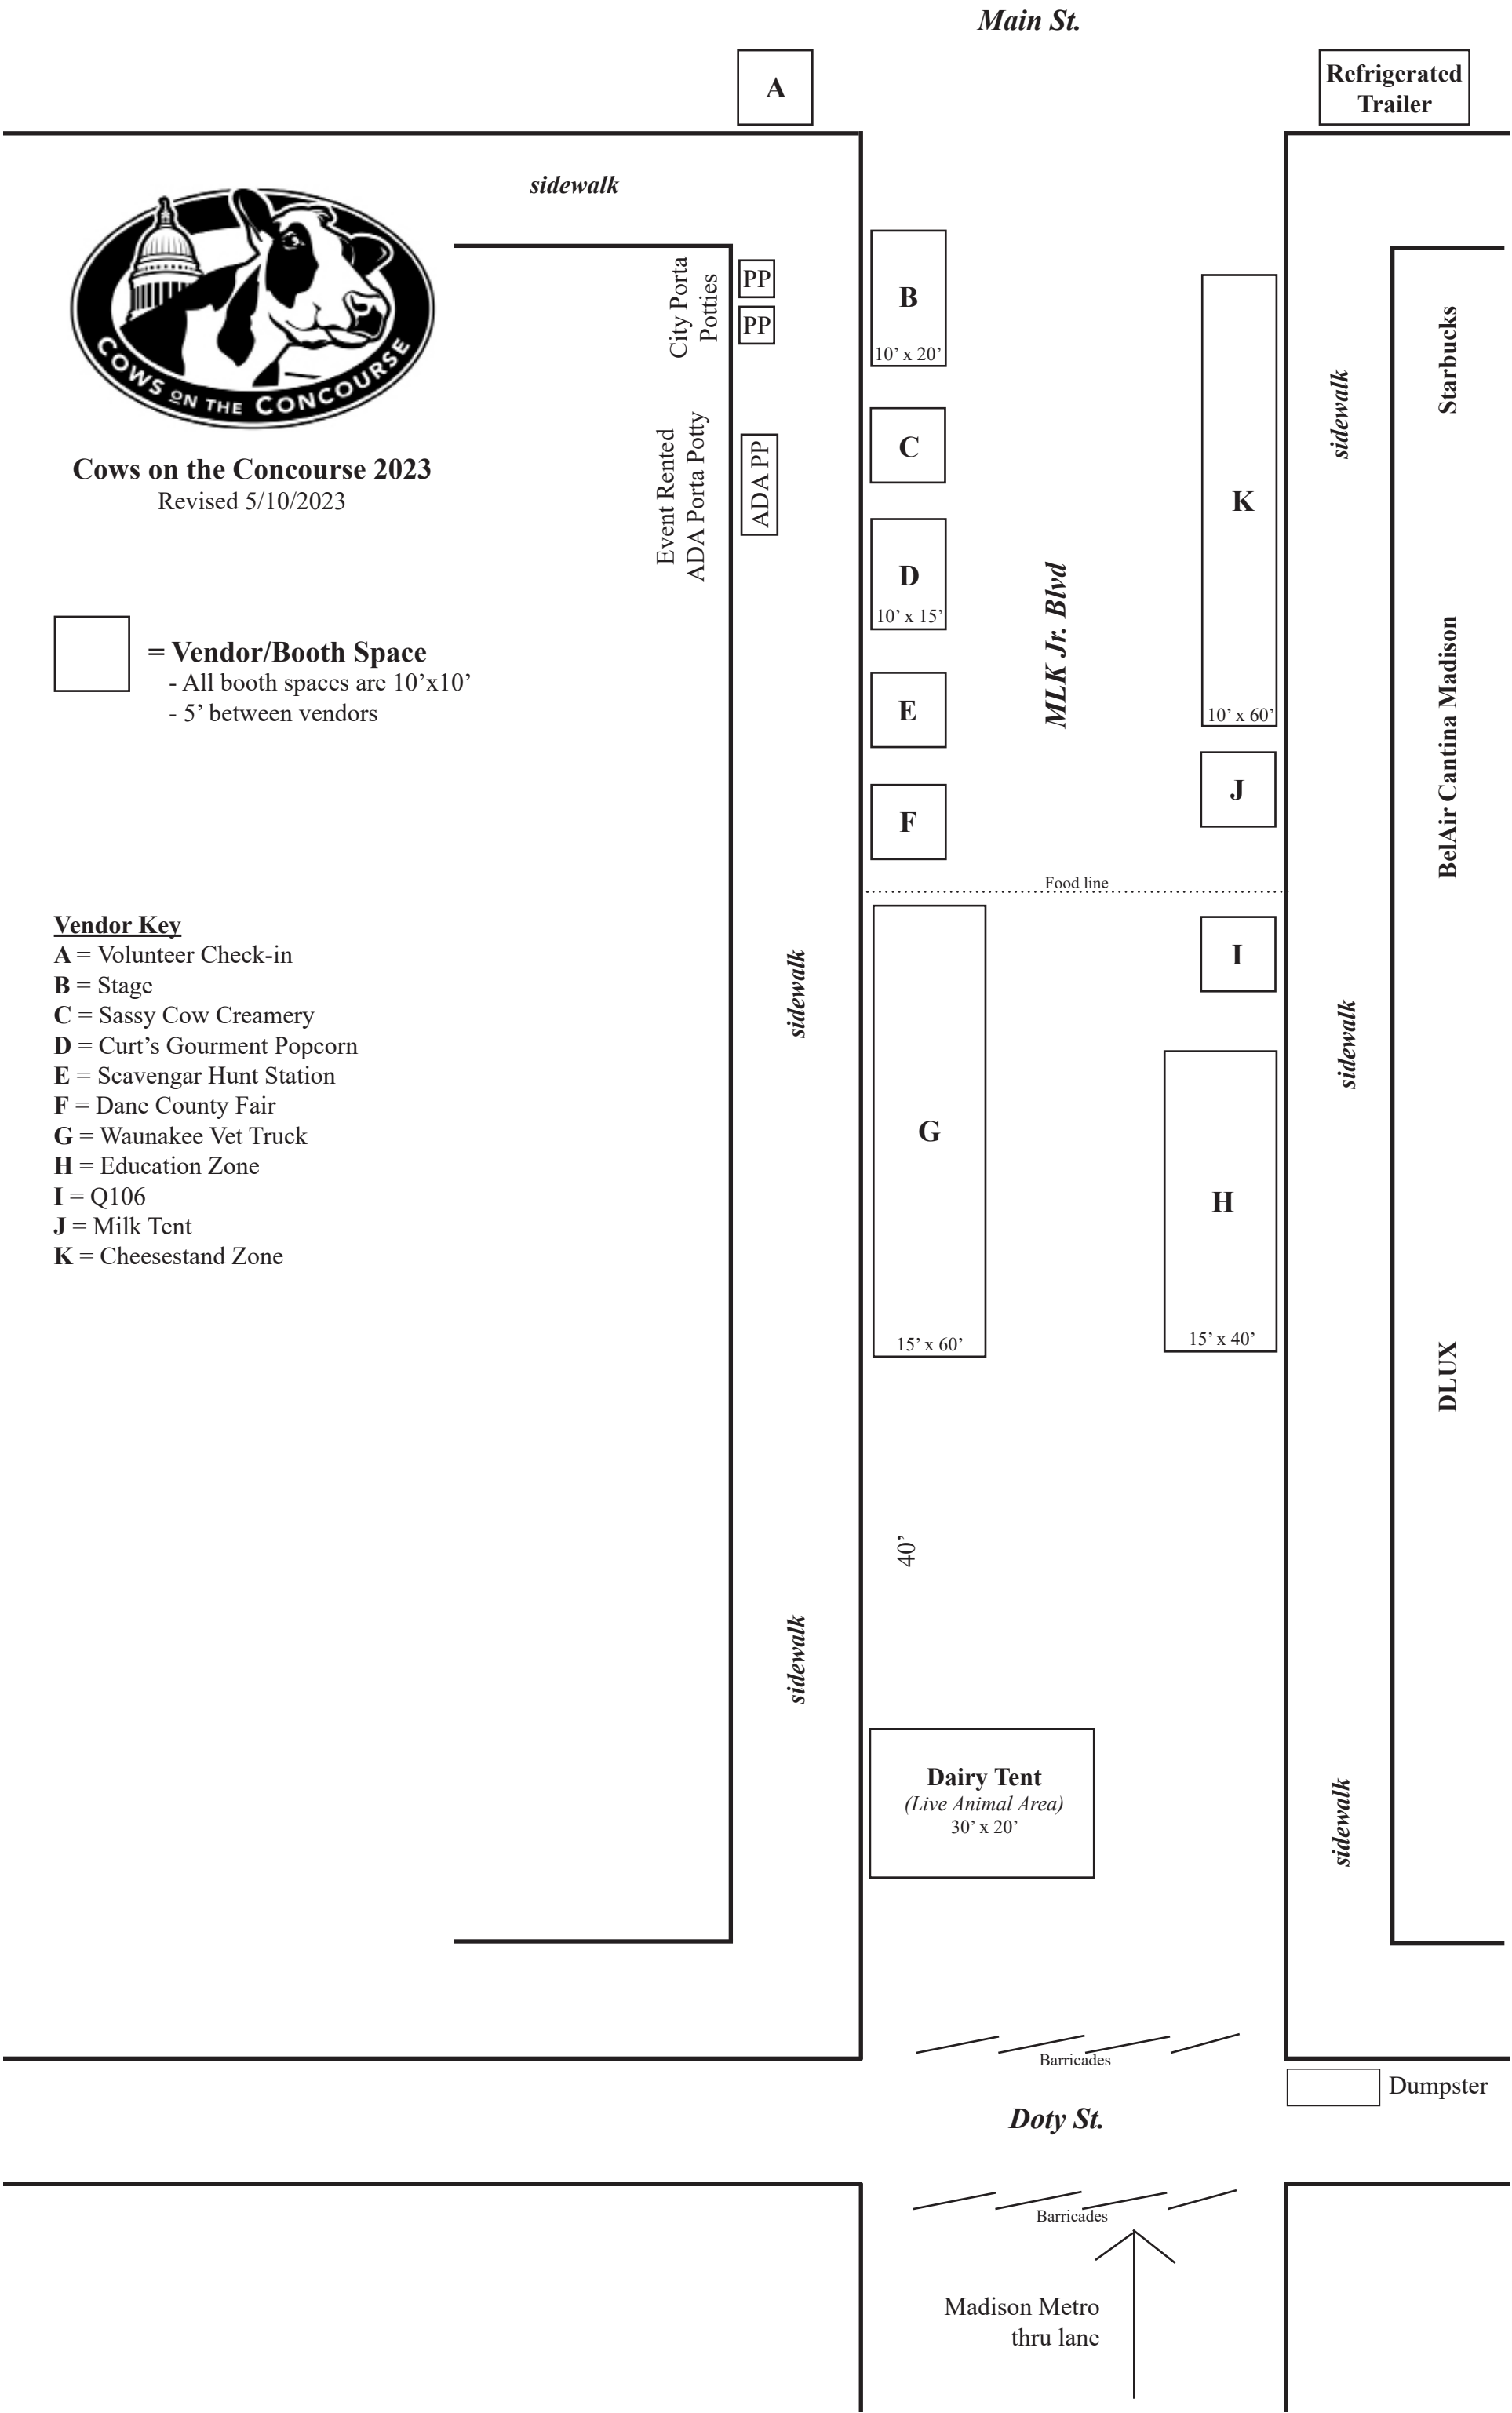 Main St.
A
Refrigerated
Trailer
sidewalk
COWS ON THE CONCOURSE
Cows on the Concourse 2023
Revised 5/10/2023
City Porta
Potties
PP
PP
Event Rented
ADA Porta Potty
ADA PP
B
10’ x 20’
C
D
10’ x 15’
E
F
MLK Jr. Blvd
K
10’ x 60’
J
sidewalk
Starbucks
BelAir Cantina Madison
= Vendor/Booth Space
- All booth spaces are 10’x10’
- 5’ between vendors
Food line
Vendor Key
A = Volunteer Check-in
B = Stage
C = Sassy Cow Creamery
D = Curt’s Gourment Popcorn
E = Scavengar Hunt Station
F = Dane County Fair
G = Waunakee Vet Truck
H = Education Zone
I = Q106
J = Milk Tent
K = Cheesestand Zone
sidewalk
G
15’ x 60’
I
H
15’ x 40’
sidewalk
DLUX
40’
sidewalk
Dairy Tent
(Live Animal Area)
30’ x 20’
sidewalk
Barricades
Dumpster
Doty St.
Barricades
Madison Metro
thru lane